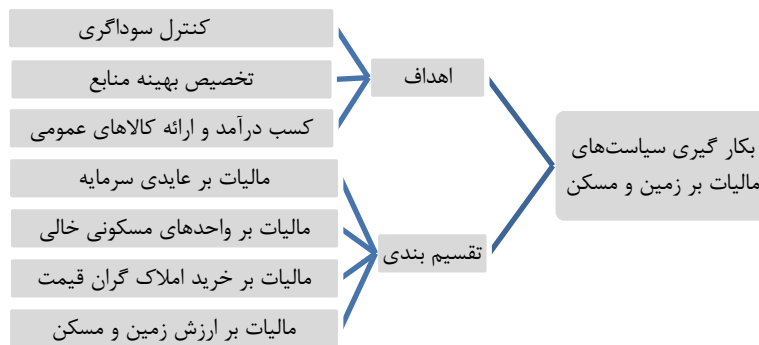 بکار گیری سیاست‌های
مالیات بر زمین و مسکن
اهداف
کنترل سوداگری
تخصیص بهینه منابع
کسب درآمد و ارائه کالاهای عمومی
تقسیم بندی
مالیات بر عایدی سرمایه
مالیات بر واحدهای مسکونی خالی
مالیات بر خرید املاک گران قیمت
مالیات بر ارزش زمین و مسکن